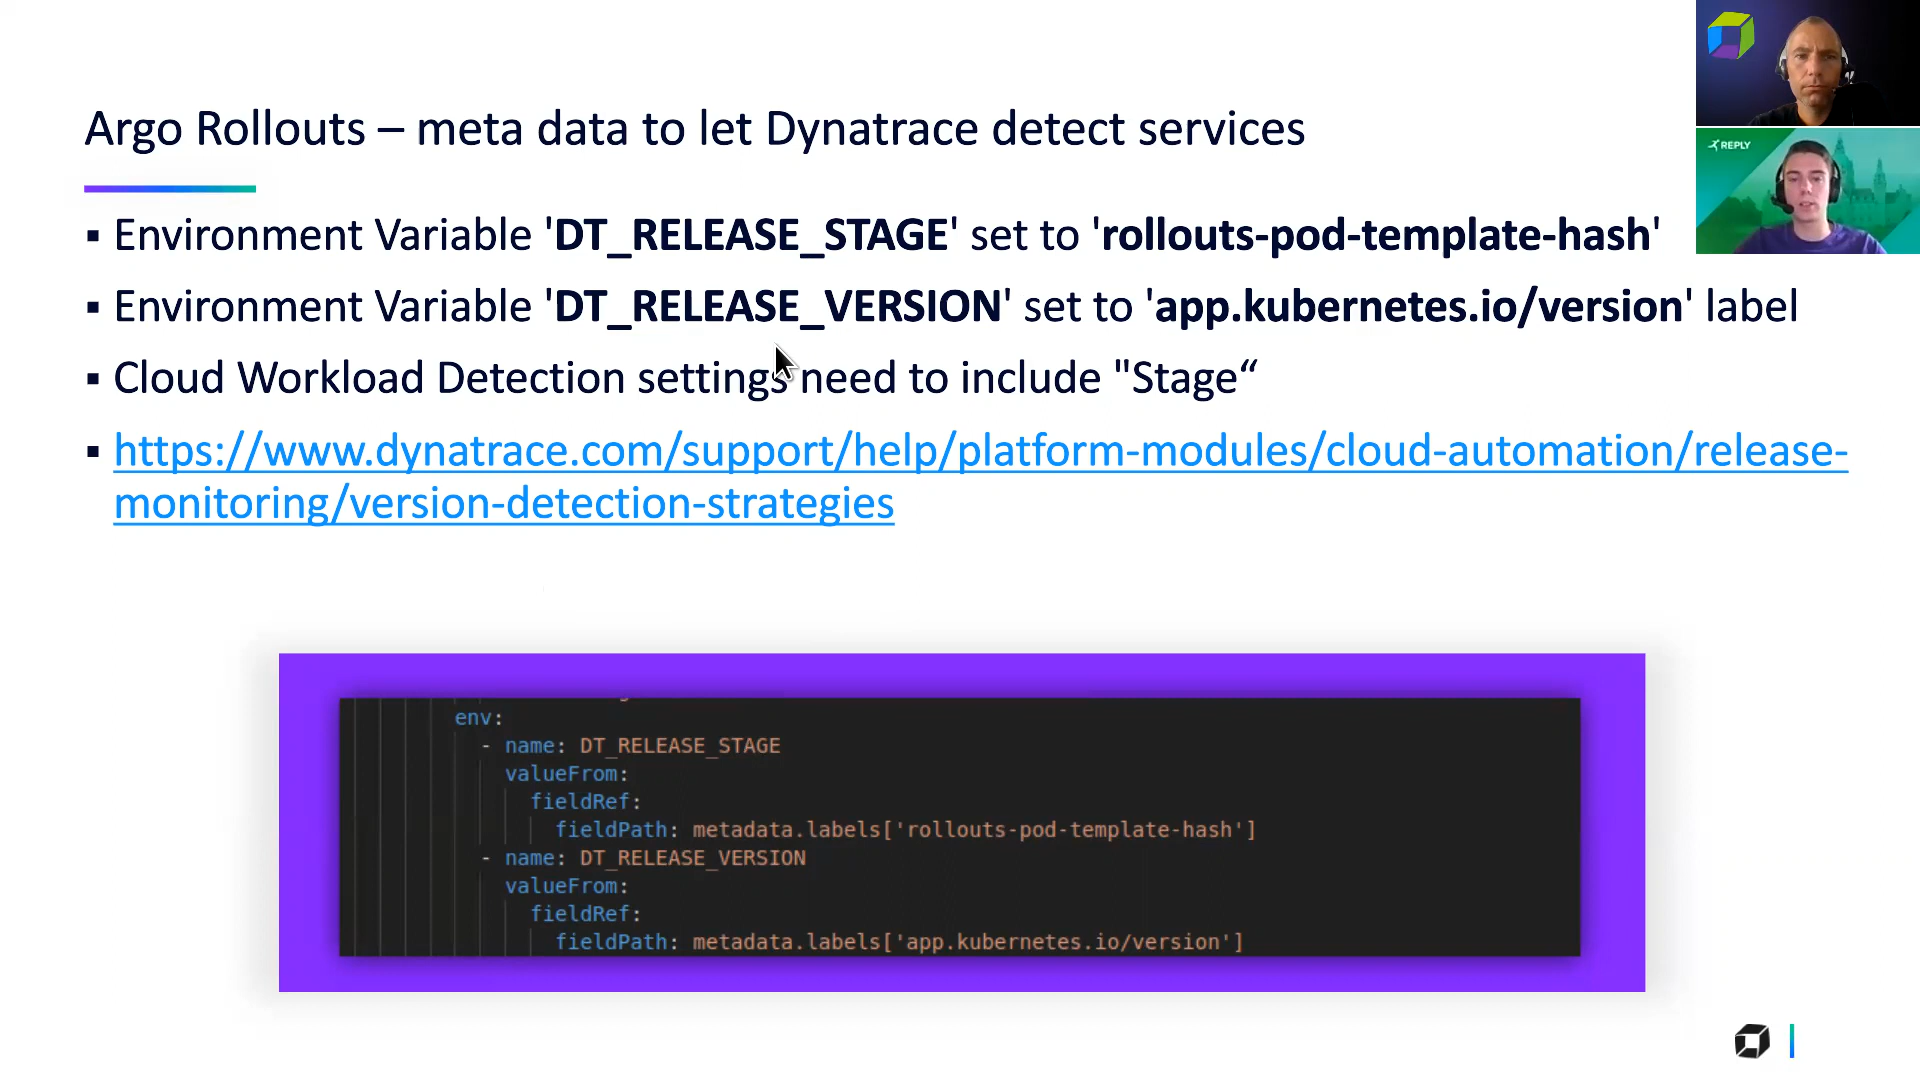 Argo Rollouts – meta data to let Dynatrace detect services
▪ Environment Variable 'DT_RELEASE_STAGE' set to 'rollouts-pod-template-hash'
▪ Environment Variable 'DT_RELEASE_VERSION' set to 'app.kubernetes.io/version' label
▪ Cloud Workload Detection settings need to include "Stage“
▪ https://www.dynatrace.com/support/help/platform-modules/cloud-automation/release-
monitoring/version-detection-strategies
REPLY
env:
- name: DT_RELEASE_STAGE
valueFrom:
fieldRef:
fieldPath: metadata.labels['rollouts-pod-template-hash']
- name: DT_RELEASE_VERSION
valueFrom:
fieldRef:
fieldPath: metadata.labels['app.kubernetes.io/version']